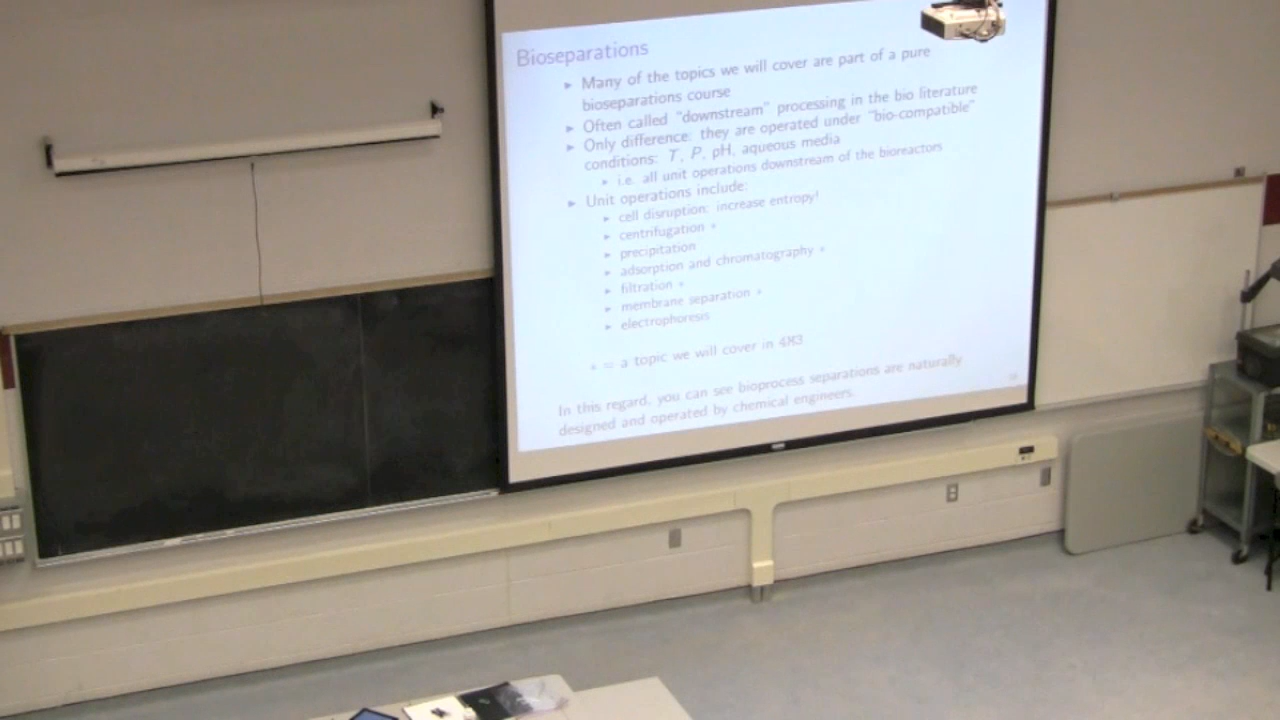 Bioseparations
▸ Many of the topics we will cover are part of a pure
bioseparations course
▸ Often called "downstream" processing in the bio literature
▸ Only difference: they are operated under "bio-compatible"
conditions: T, P, pH, aqueous media
▸ i.e. all unit operations downstream of the bioreactors
▸ Unit operations include:
▸ cell disruption: increase entropy!
▸ centrifugation *
▸ precipitation
▸ adsorption and chromatography *
▸ filtration *
▸ membrane separation *
▸ electrophoresis
* = a topic we will cover in 483
In this regard, you can see bioprocess separations are naturally
designed and operated by chemical engineers.